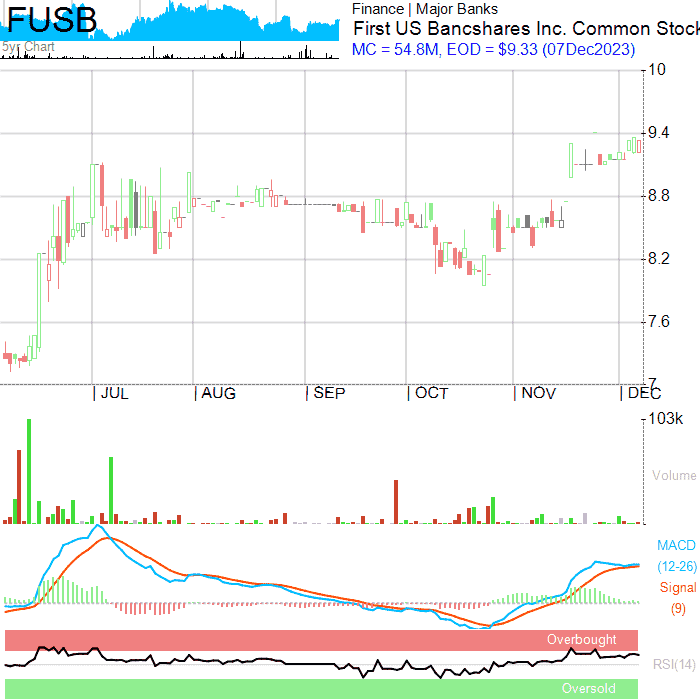 FUSB
5yr Chart
Finance | Major Banks
First US Bancshares Inc. Common Stock
MC = 54.8M, EOD = $9.33 (07Dec2023)
10
9.4
8.8
8.2
7.6
7
| JUL | AUG | SEP | OCT | NOV | DEC
103k
Volume
MACD
(12-26)
Signal
(9)
Overbought
RSI(14)
Oversold